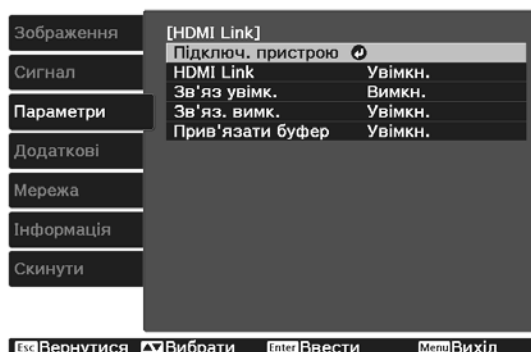 Зображення
Сигнал
Параметри
Додаткові
Мережа
Інформація
Скинути
[HDMI Link]
Підключ. пристрою
HDMI Link Увімкн.
Зв'яз увімк. Вимкн.
Зв'яз. вимк. Увімкн.
Прив'язати буфер Увімкн.
Esc Вернутися Вибрати Enter Ввести Menu Вихід